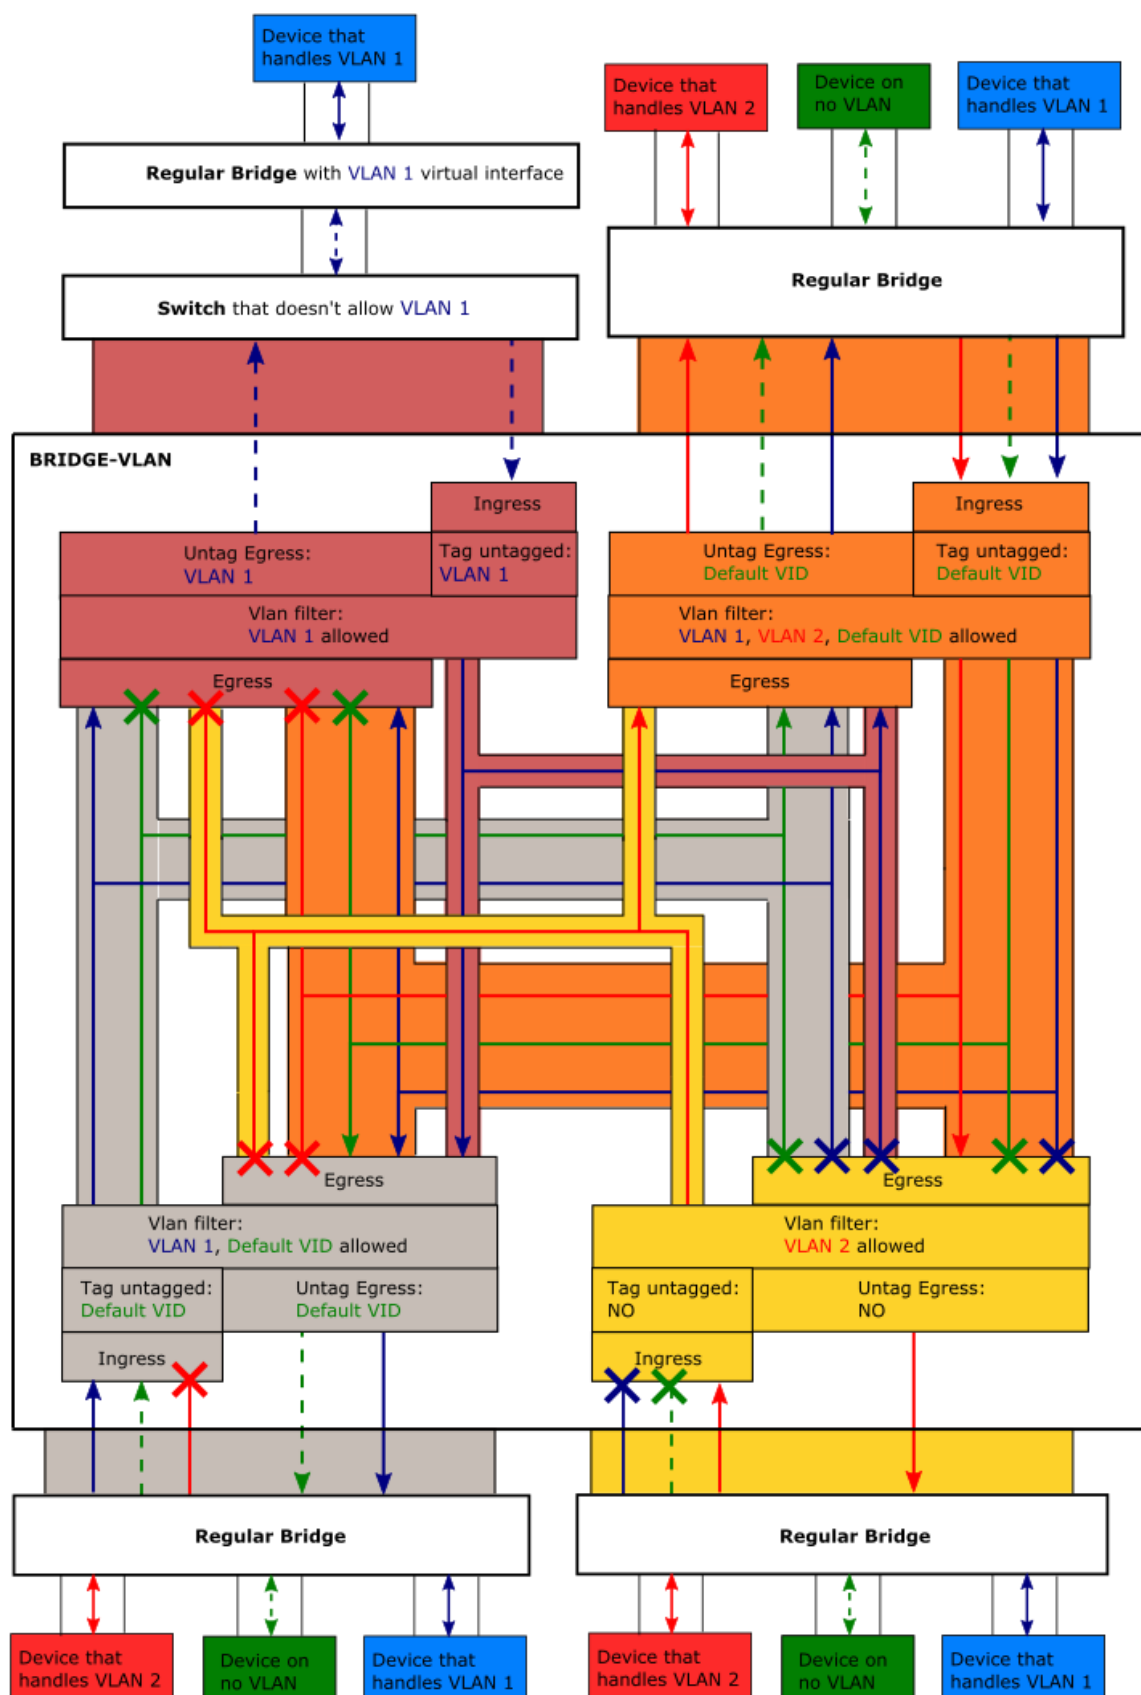 Device that
handles VLAN 1
Device that
handles VLAN 2
Device on
no VLAN
Device that
handles VLAN 1
Regular Bridge with VLAN 1 virtual interface
Regular Bridge
Switch that doesn't allow VLAN 1
BRIDGE-VLAN
Ingress
Untag Egress:
VLAN 1
Tag untagged:
VLAN 1
Vlan filter:
VLAN 1 allowed
Egress
Ingress
Untag Egress:
Default VID
Tag untagged:
Default VID
Vlan filter:
VLAN 1, VLAN 2, Default VID allowed
Egress
Egress
Vlan filter:
VLAN 1, Default VID allowed
Tag untagged:
Default VID
Untag Egress:
Default VID
Ingress
Egress
Vlan filter:
VLAN 2 allowed
Tag untagged:
NO
Untag Egress:
NO
Ingress
Regular Bridge
Regular Bridge
Device that
handles VLAN 2
Device on
no VLAN
Device that
handles VLAN 1
Device that
handles VLAN 2
Device on
no VLAN
Device that
handles VLAN 1